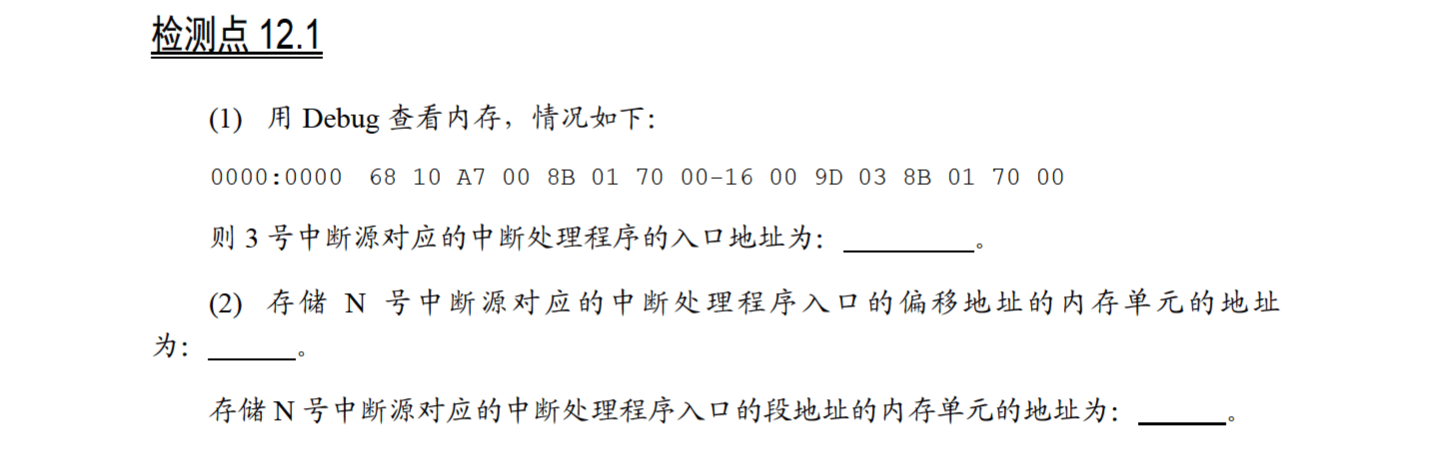 检测点 12.1
(1) 用 Debug 查看内存，情况如下：
0000:0000 68 10 A7 00 8B 01 70 00-16 00 9D 03 8B 01 70 00
则 3 号中断源对应的中断处理程序的入口地址为：________。
(2) 存储 N 号中断源对应的中断处理程序入口的偏移地址的内存单元的地址
为：______。
存储 N 号中断源对应的中断处理程序入口的段地址的内存单元的地址为：______。